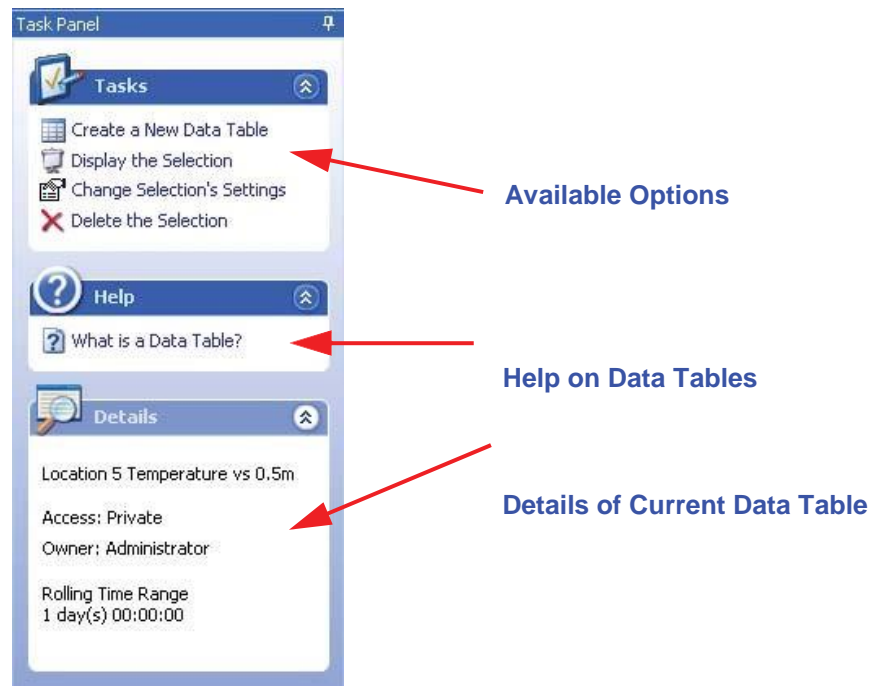 Task Panel
Tasks
Create a New Data Table
Display the Selection
Change Selection's Settings
Delete the Selection
Available Options
Help
What is a Data Table?
Help on Data Tables
Details
Location 5 Temperature vs 0.5m
Access: Private
Owner: Administrator
Rolling Time Range
1 day(s) 00:00:00
Details of Current Data Table